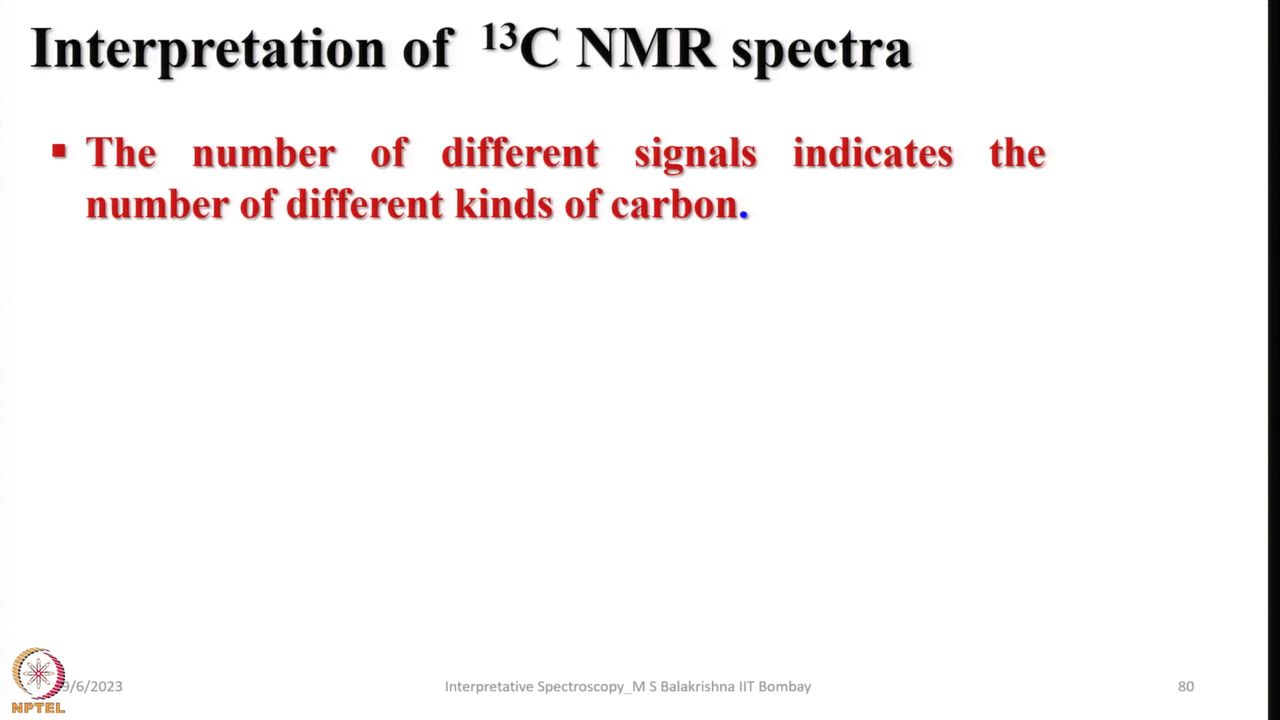 Interpretation of ¹³C NMR spectra
▪ The number of different signals indicates the
number of different kinds of carbon.
9/6/2023
Interpretative Spectroscopy_M S Balakrishna IIT Bombay
80
NPTEL